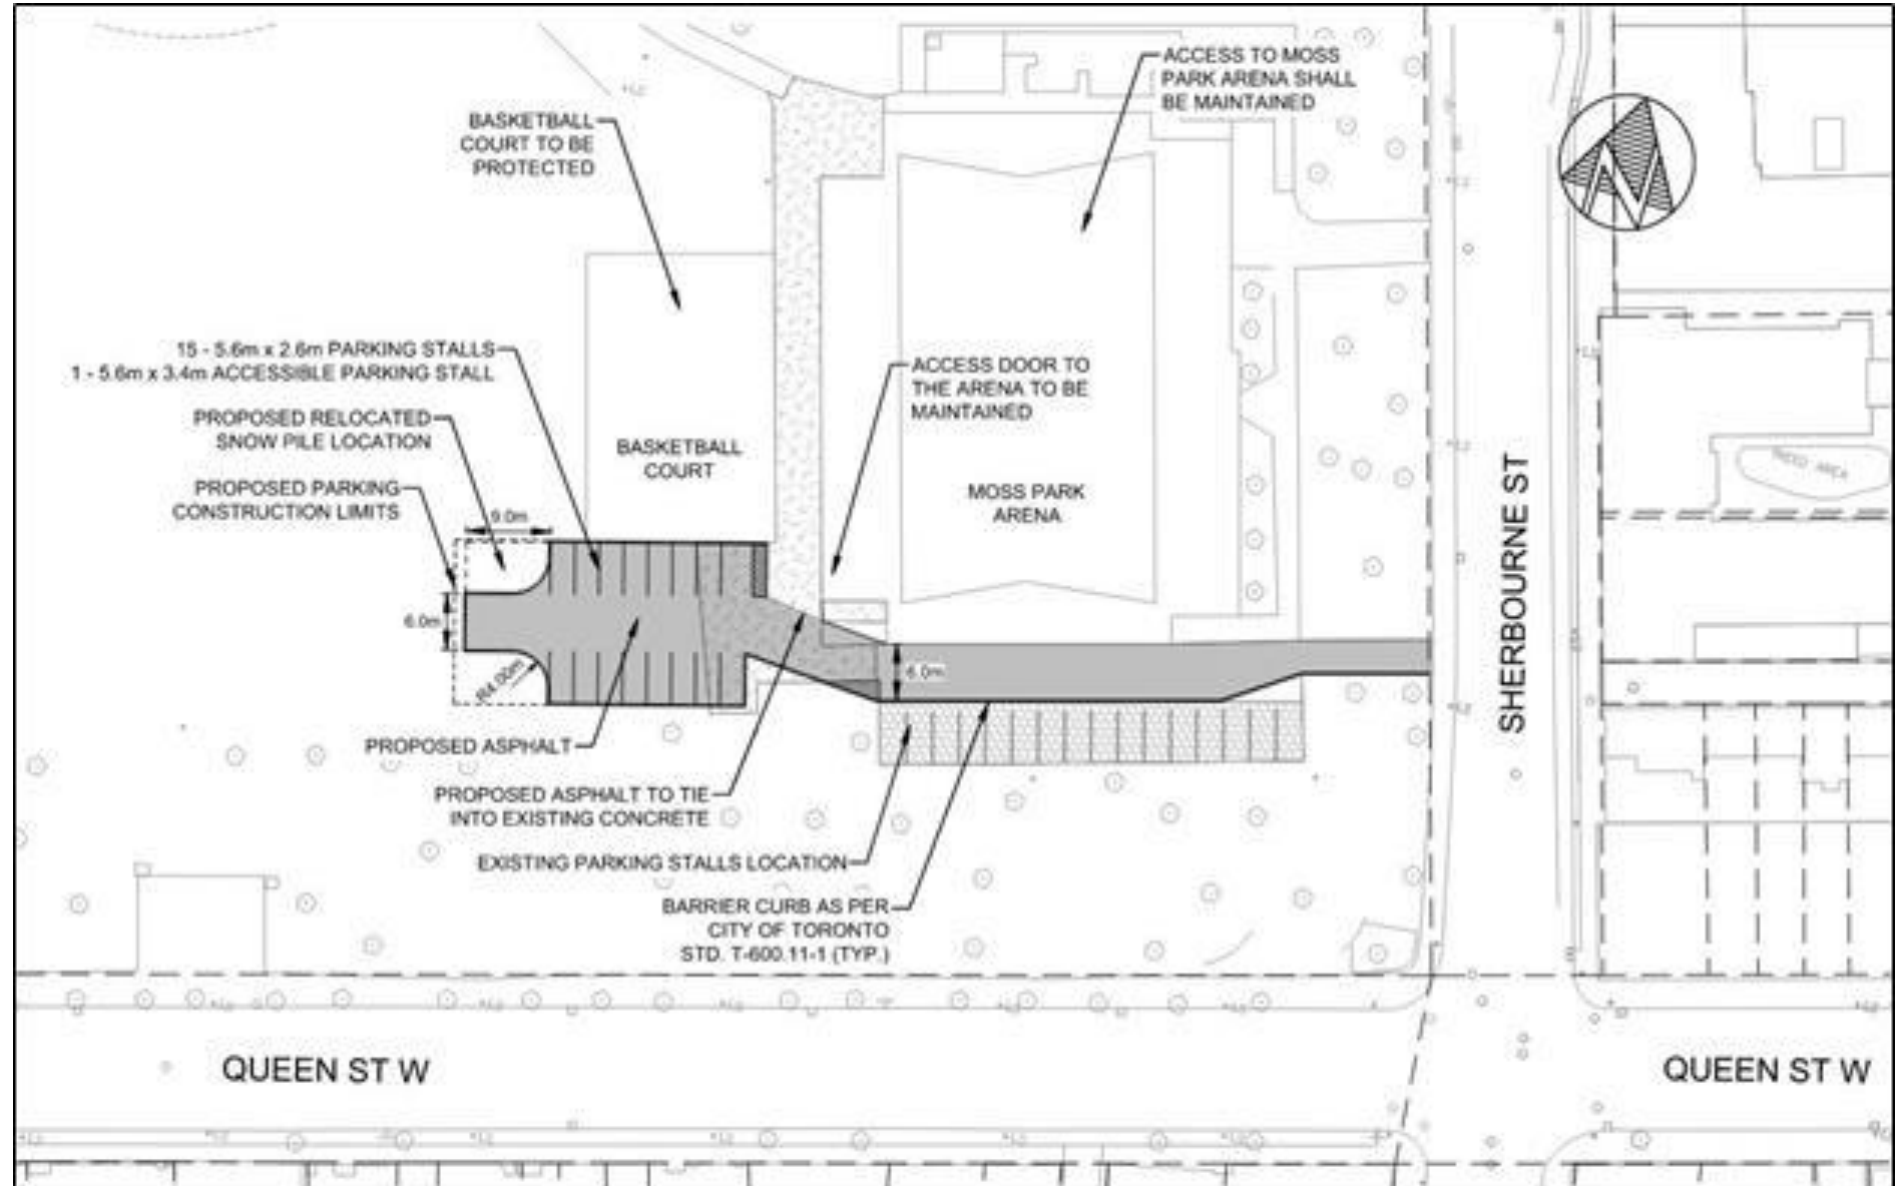 ACCESS TO MOSS
PARK ARENA SHALL
BE MAINTAINED
BASKETBALL
COURT TO BE
PROTECTED
15 - 5.6m x 2.6m PARKING STALLS
1 - 5.6m x 3.4m ACCESSIBLE PARKING STALL
ACCESS DOOR TO
THE ARENA TO BE
MAINTAINED
PROPOSED RELOCATED
SNOW PILE LOCATION
BASKETBALL
COURT
PROPOSED PARKING
CONSTRUCTION LIMITS
MOSS PARK
ARENA
SHERBOURNE ST
9.0m
6.0m
6.0m
R4.00m
PROPOSED ASPHALT
PROPOSED ASPHALT TO TIE
INTO EXISTING CONCRETE
EXISTING PARKING STALLS LOCATION
BARRIER CURB AS PER
CITY OF TORONTO
STD. T-600.11-1 (TYP.)
QUEEN ST W
QUEEN ST W